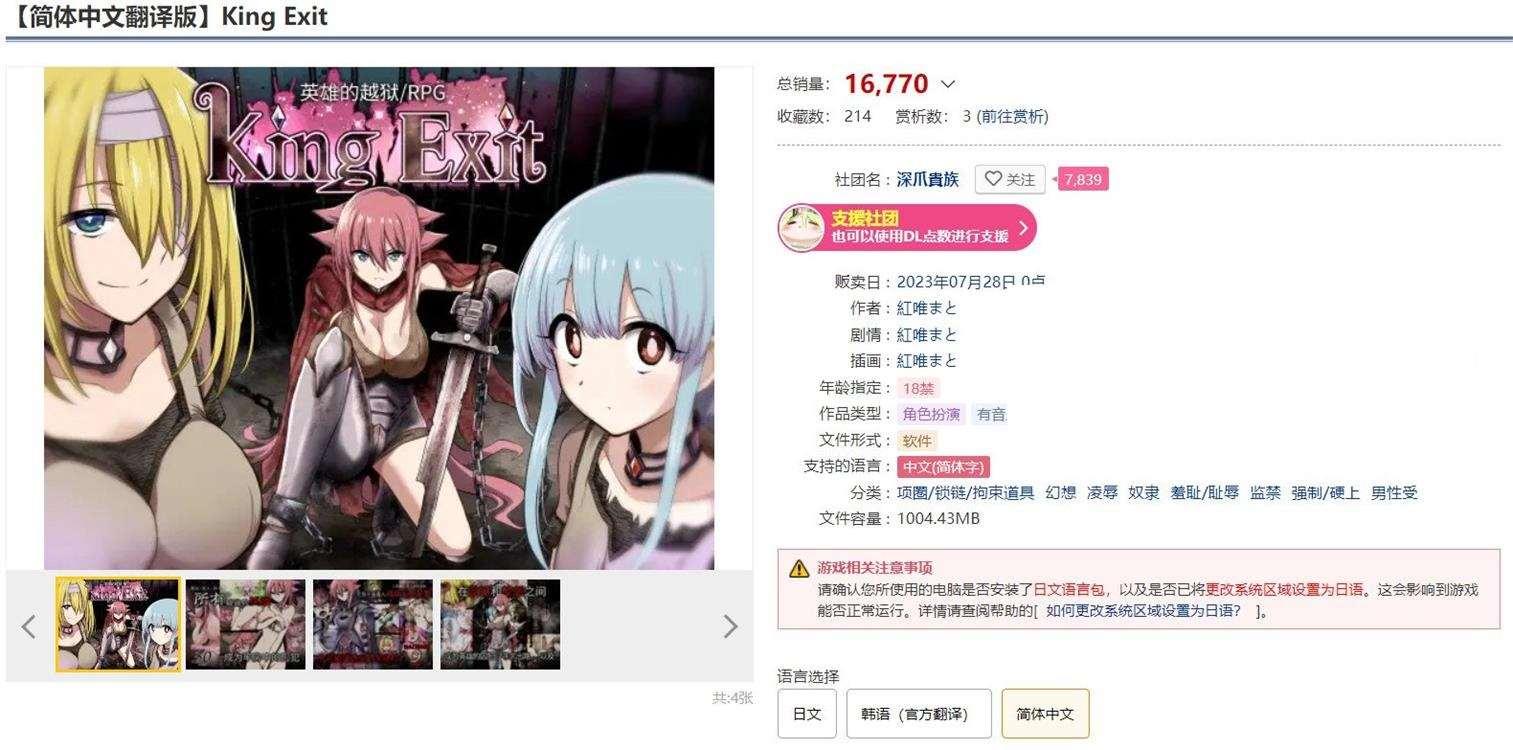 【简体中文翻译版】King Exit
英雄的越狱/RPG
King Exit
总销量： 16,770
收藏数： 214 赏析数： 3 (前往赏析)
社团名： 深爪貴族 关注 7,839
支援社团
也可以使用DL点数进行支援
贩卖日： 2023年07月28日 0点
作者： 紅唯まと
剧情： 紅唯まと
插画： 紅唯まと
年龄指定： 18禁
作品类型： 角色扮演 有音
文件形式： 软件
支持的语言： 中文(简体字)
分类： 项圈/锁链/拘束道具 幻想 凌辱 奴隶 羞耻/耻辱 监禁 强制/硬上 男性受
文件容量： 1004.43MB
游戏相关注意事项
请确认您所使用的电脑是否安装了日文语言包，以及是否已将更改系统区域设置为日语。这会影响到游戏
能否正常运行。详情请查阅帮助的[ 如何更改系统区域设置为日语？ ]。
共:4张
语言选择
日文 韩语（官方翻译） 简体中文